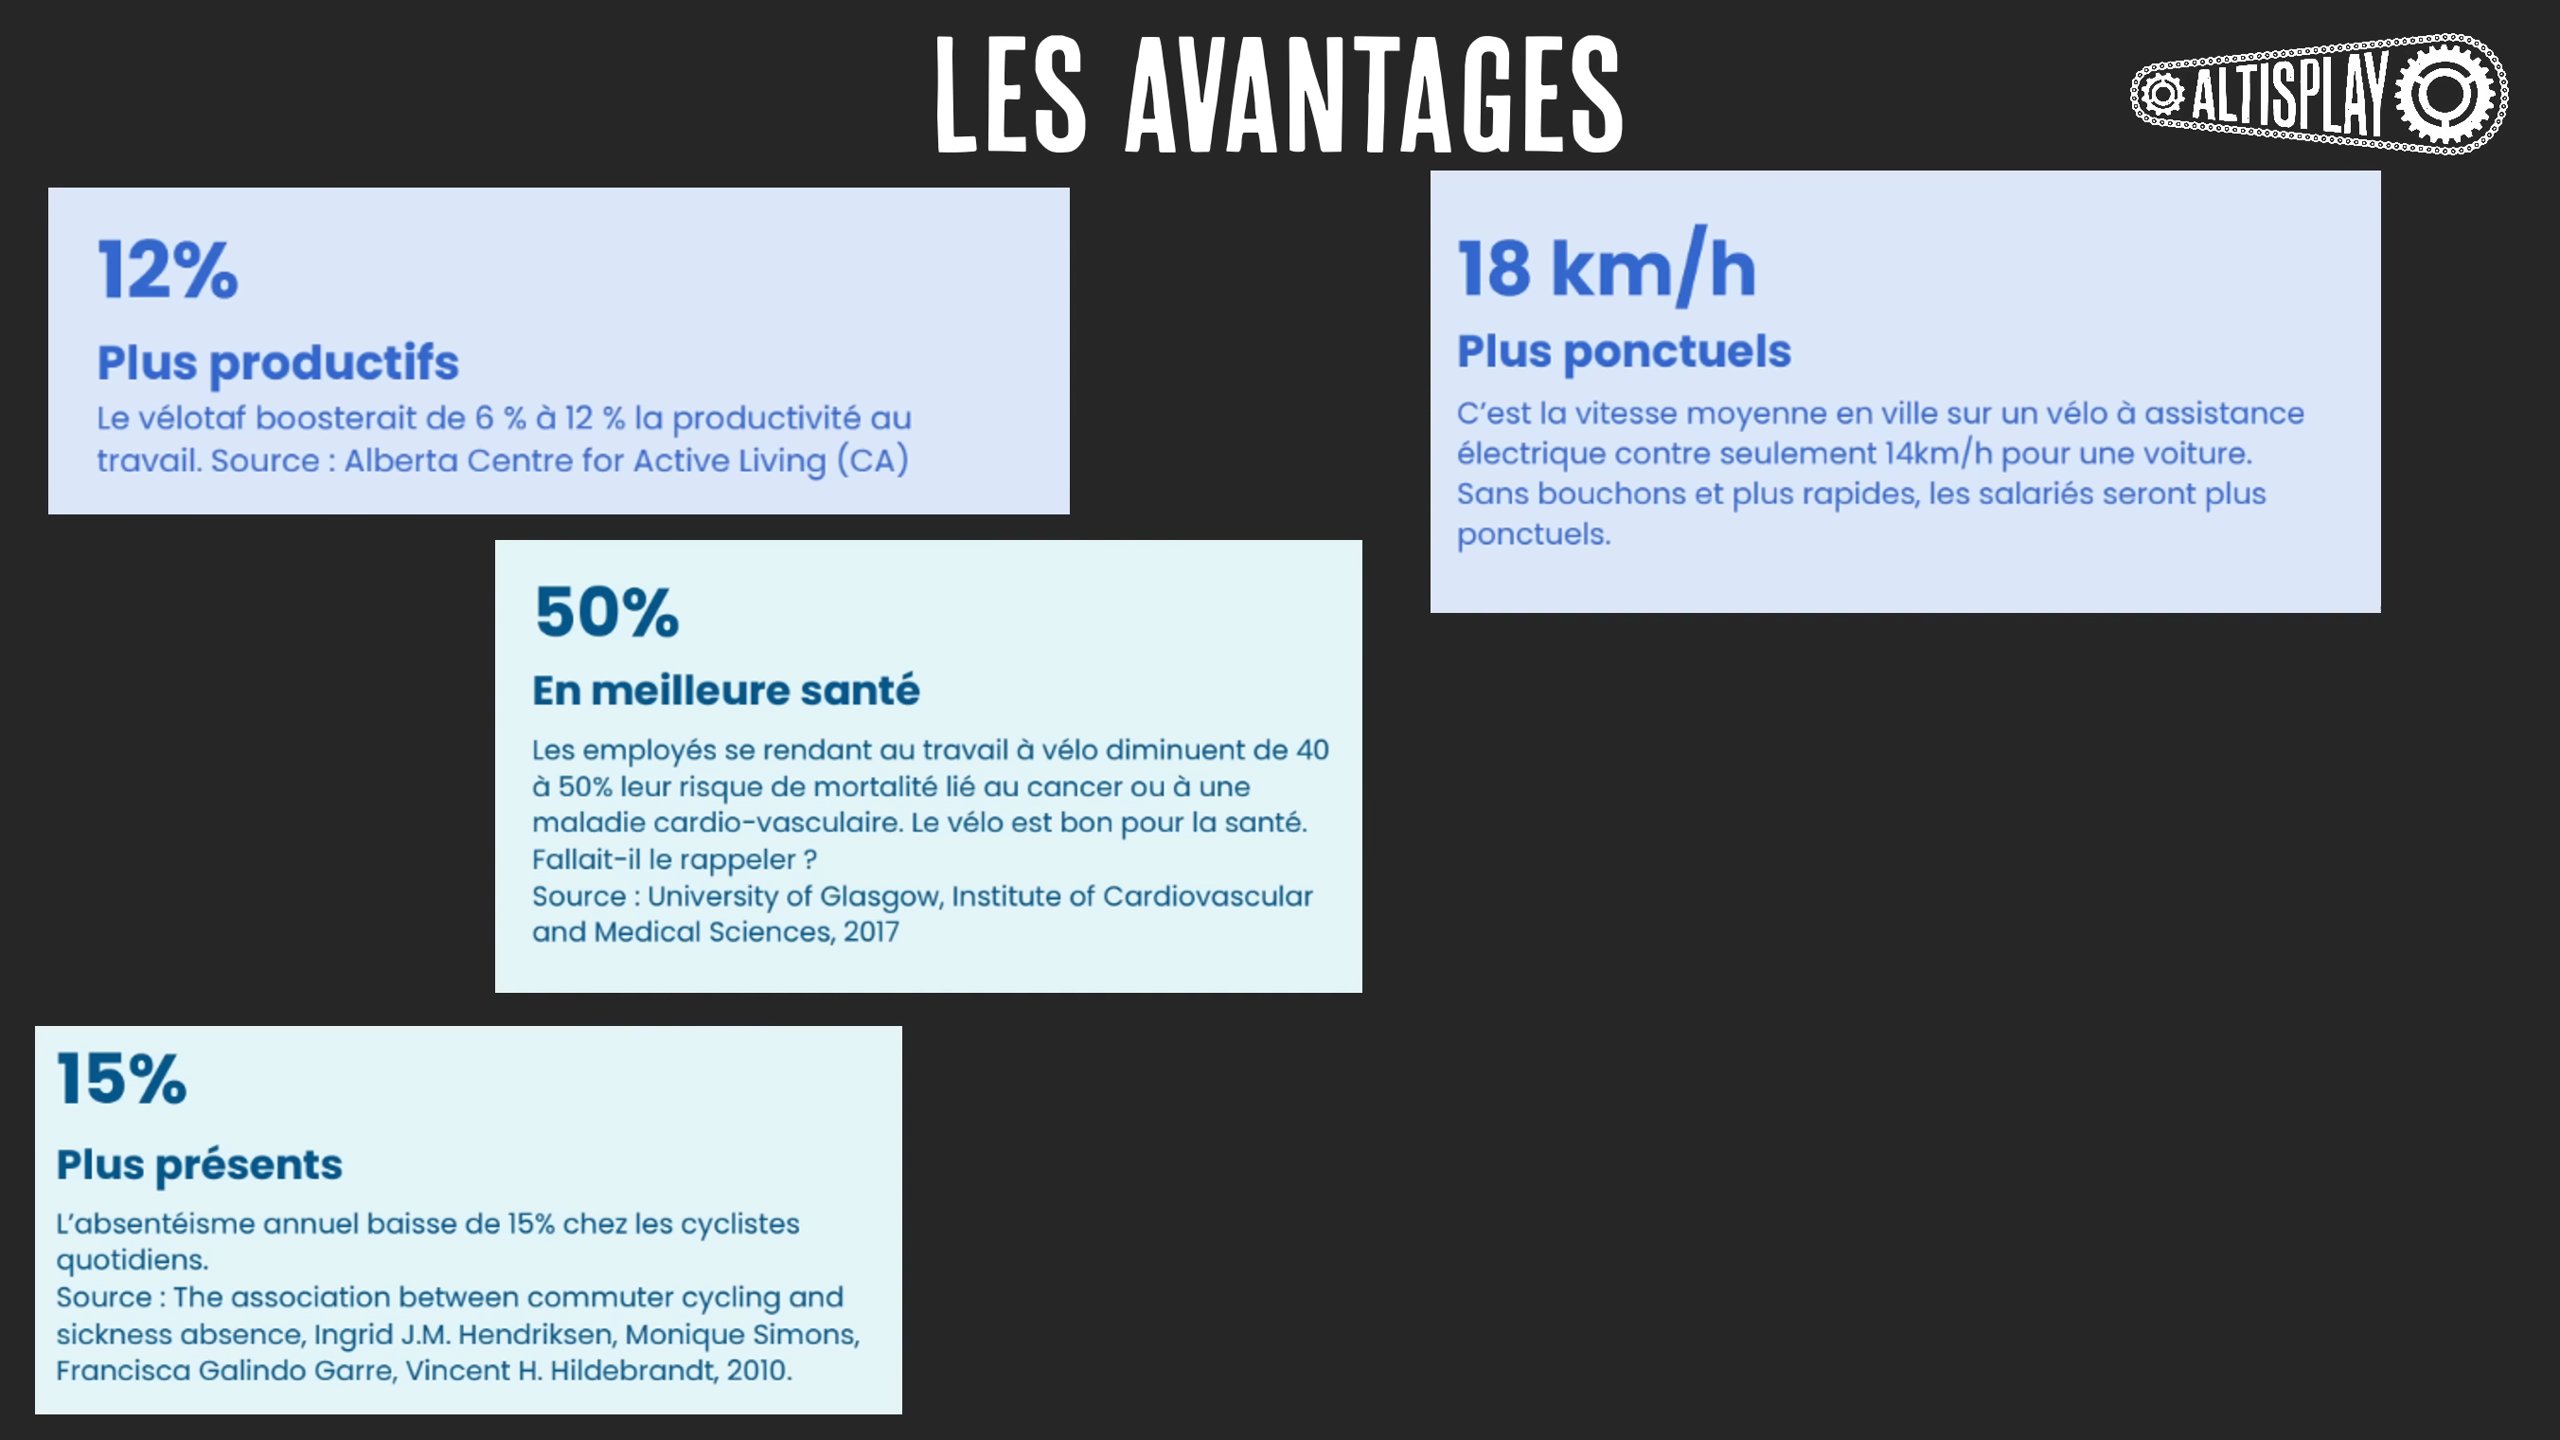 LES AVANTAGES
ALTISPLAY
12%
Plus productifs
Le vélotaf boosterait de 6 % à 12 % la productivité au
travail. Source : Alberta Centre for Active Living (CA)
18 km/h
Plus ponctuels
C’est la vitesse moyenne en ville sur un vélo à assistance
électrique contre seulement 14km/h pour une voiture.
Sans bouchons et plus rapides, les salariés seront plus
ponctuels.
50%
En meilleure santé
Les employés se rendant au travail à vélo diminuent de 40
à 50% leur risque de mortalité lié au cancer ou à une
maladie cardio-vasculaire. Le vélo est bon pour la santé.
Fallait-il le rappeler ?
Source : University of Glasgow, Institute of Cardiovascular
and Medical Sciences, 2017
15%
Plus présents
L’absentéisme annuel baisse de 15% chez les cyclistes
quotidiens.
Source : The association between commuter cycling and
sickness absence, Ingrid J.M. Hendriksen, Monique Simons,
Francisca Galindo Garre, Vincent H. Hildebrandt, 2010.